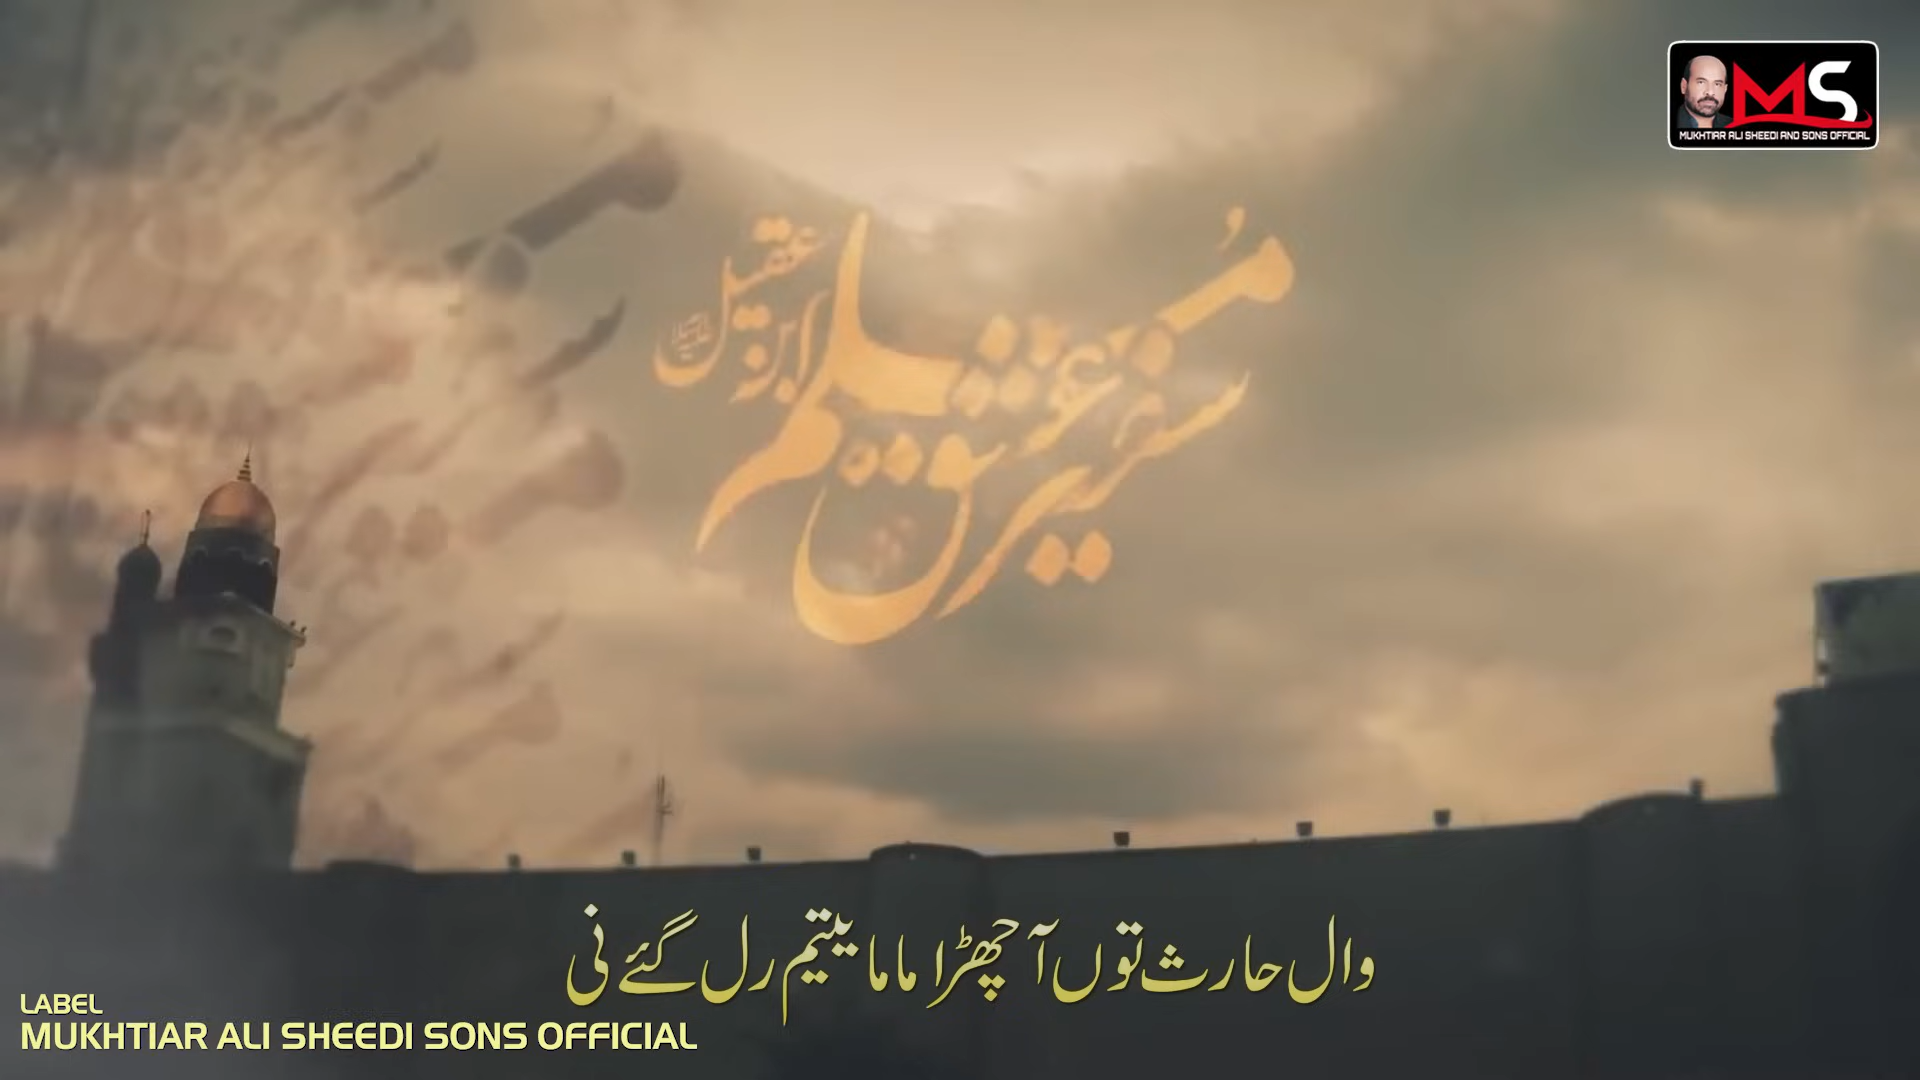 MS
MUKHTIAR ALI SHEEDI AND SONS OFFICIAL
سفیر عشق مُسلم
ابن عقیل
وال حارث توں آ چھڑا ماما یتیم رل گئے نی
LABEL
MUKHTIAR ALI SHEEDI SONS OFFICIAL